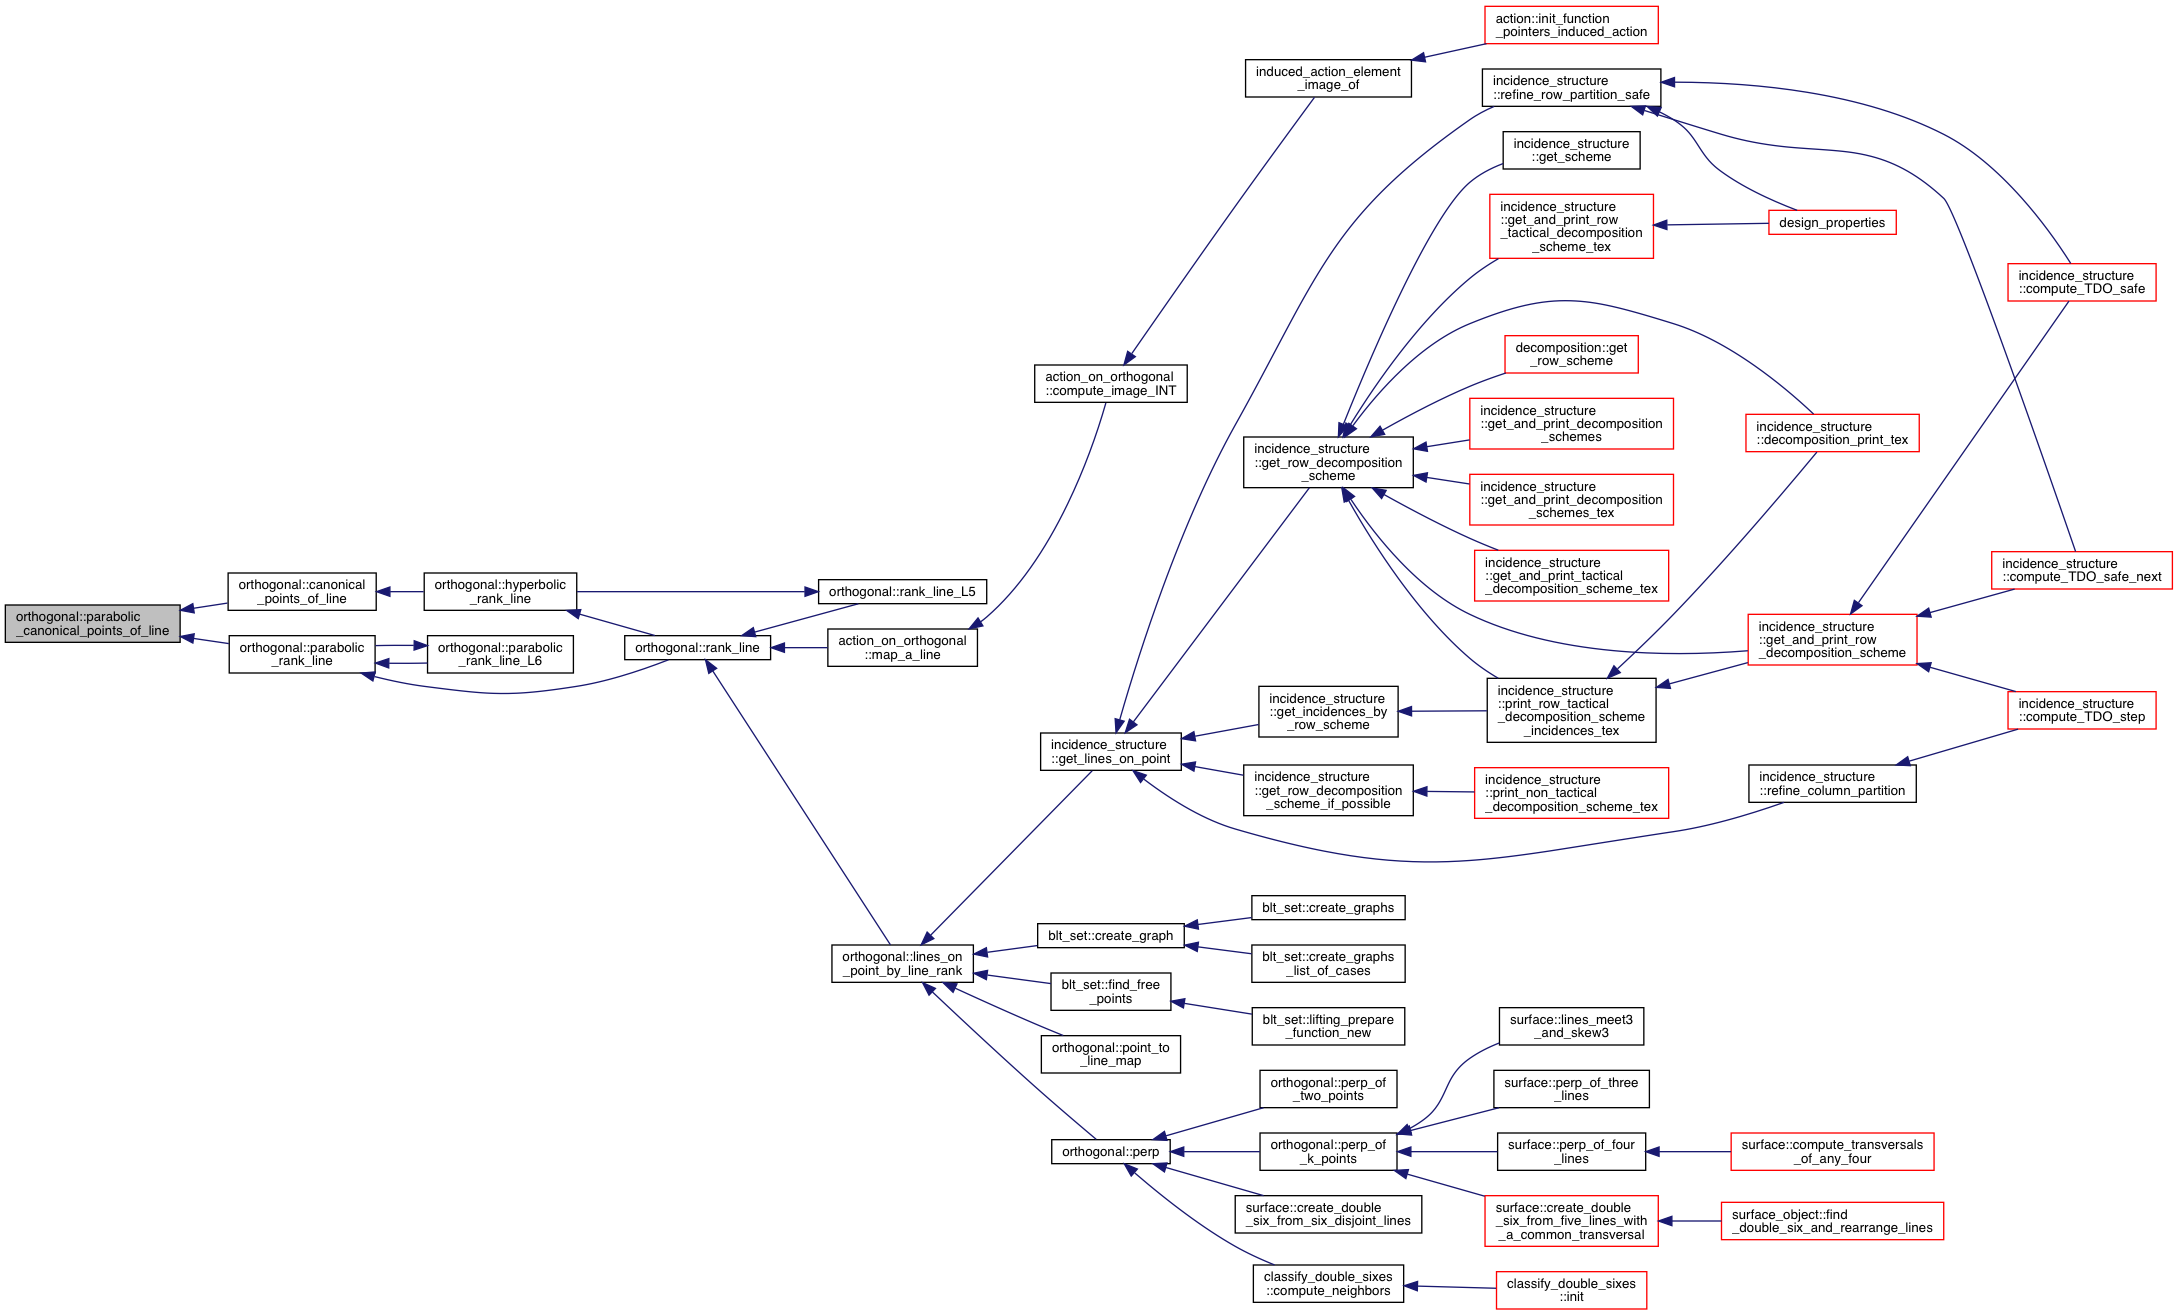 orthogonal::parabolic
_canonical_points_of_line
orthogonal::canonical
_points_of_line
orthogonal::hyperbolic
_rank_line
orthogonal::rank_line_L5
orthogonal::parabolic
_rank_line
orthogonal::parabolic
_rank_line_L6
orthogonal::rank_line
action_on_orthogonal
::map_a_line
action_on_orthogonal
::compute_image_INT
induced_action_element
_image_of
action::init_function
_pointers_induced_action
orthogonal::lines_on
_point_by_line_rank
incidence_structure
::get_lines_on_point
incidence_structure
::refine_row_partition_safe
incidence_structure
::get_row_decomposition
_scheme
incidence_structure
::get_scheme
incidence_structure
::get_and_print_row
_tactical_decomposition
_scheme_tex
design_properties
incidence_structure
::compute_TDO_safe
decomposition::get
_row_scheme
incidence_structure
::get_and_print_decomposition
_schemes
incidence_structure
::decomposition_print_tex
incidence_structure
::get_and_print_decomposition
_schemes_tex
incidence_structure
::get_and_print_tactical
_decomposition_scheme_tex
incidence_structure
::compute_TDO_safe_next
incidence_structure
::get_and_print_row
_decomposition_scheme
incidence_structure
::get_incidences_by
_row_scheme
incidence_structure
::print_row_tactical
_decomposition_scheme
_incidences_tex
incidence_structure
::compute_TDO_step
incidence_structure
::get_row_decomposition
_scheme_if_possible
incidence_structure
::print_non_tactical
_decomposition_scheme_tex
incidence_structure
::refine_column_partition
blt_set::create_graph
blt_set::create_graphs
blt_set::create_graphs
_list_of_cases
blt_set::find_free
_points
blt_set::lifting_prepare
_function_new
orthogonal::point_to
_line_map
orthogonal::perp
orthogonal::perp_of
_two_points
orthogonal::perp_of
_k_points
surface::lines_meet3
_and_skew3
surface::perp_of_three
_lines
surface::perp_of_four
_lines
surface::compute_transversals
_of_any_four
surface::create_double
_six_from_six_disjoint_lines
surface::create_double
_six_from_five_lines_with
_a_common_transversal
surface_object::find
_double_six_and_rearrange_lines
classify_double_sixes
::compute_neighbors
classify_double_sixes
::init